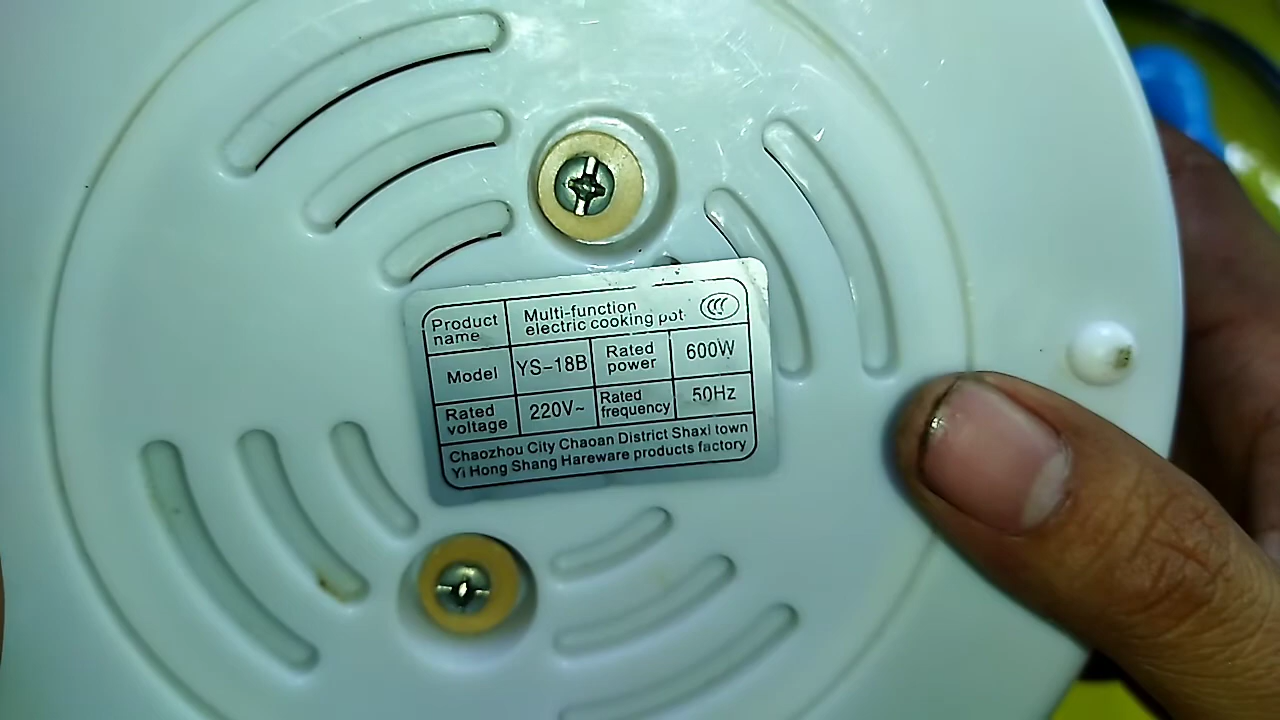 Product name
Multi-function electric cooking pot
CCC
Model
YS-18B
Rated power
600W
Rated voltage
220V~
Rated frequency
50Hz
Chaozhou City Chaoan District Shaxi town
Yi Hong Shang Hareware products factory